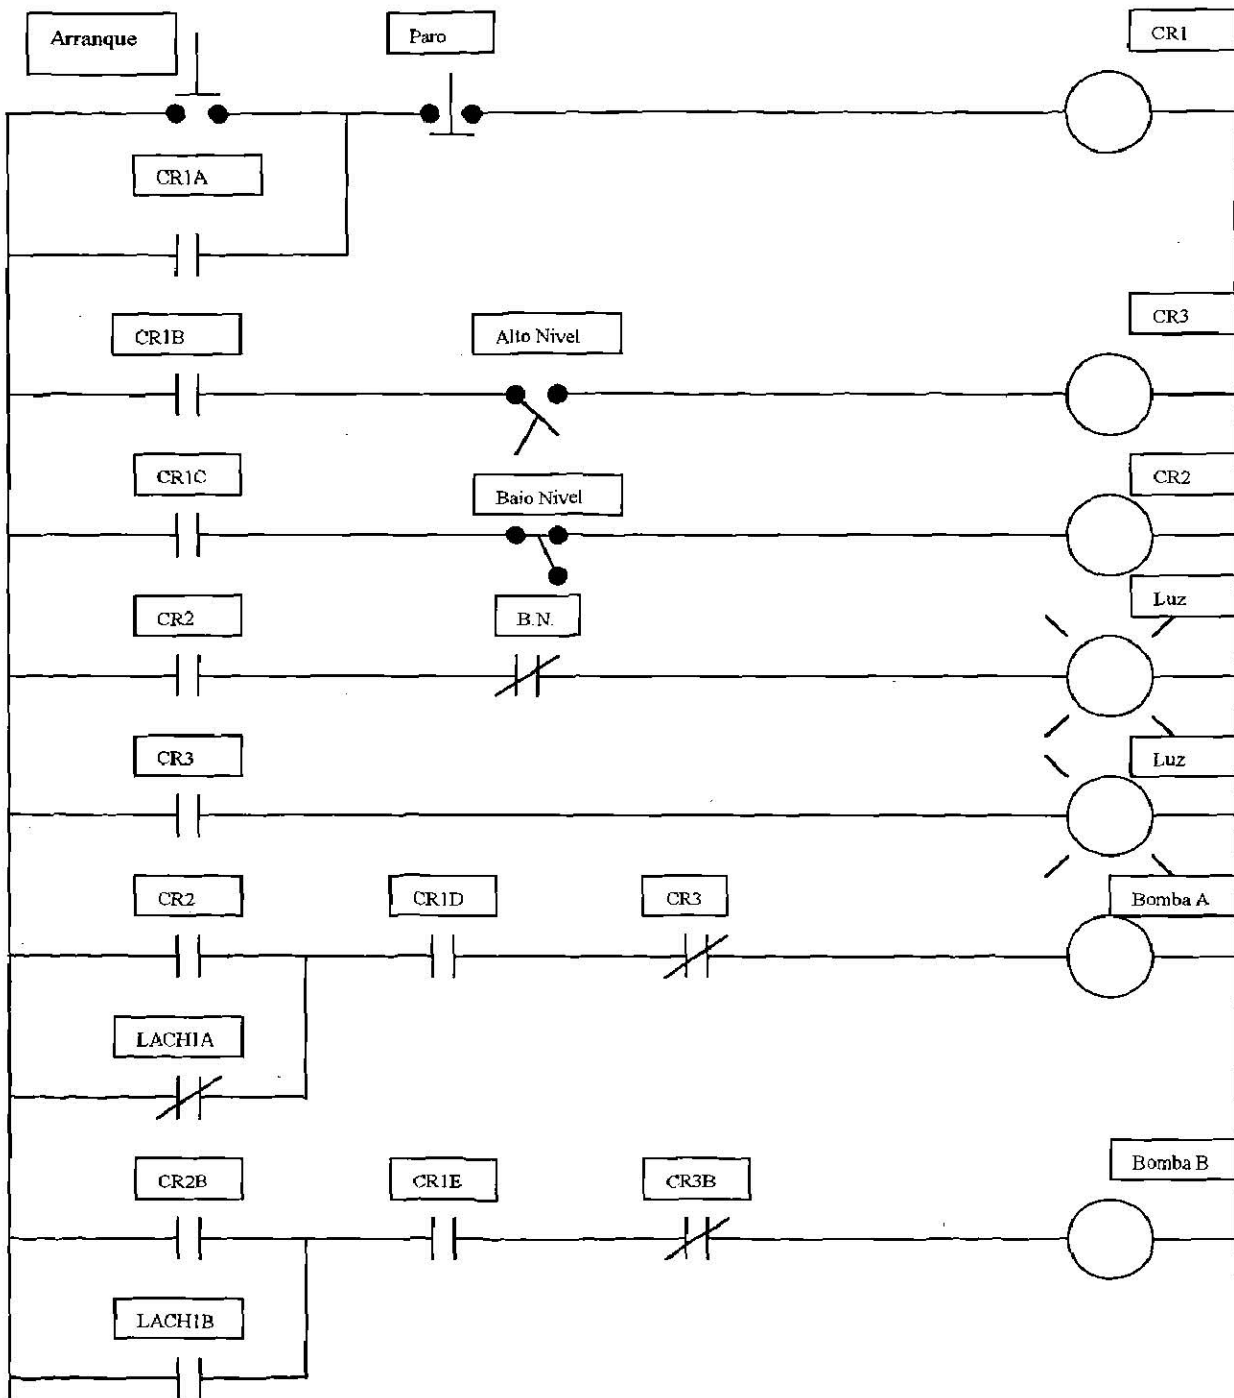 Arranque
Paro
CR1
CR1A
CR1B
Alto Nivel
CR3
CR1C
Baio Nivel
CR2
CR2
B.N.
Luz
CR3
Luz
CR2
CR1D
CR3
Bomba A
LACH1A
CR2B
CR1E
CR3B
Bomba B
LACH1B